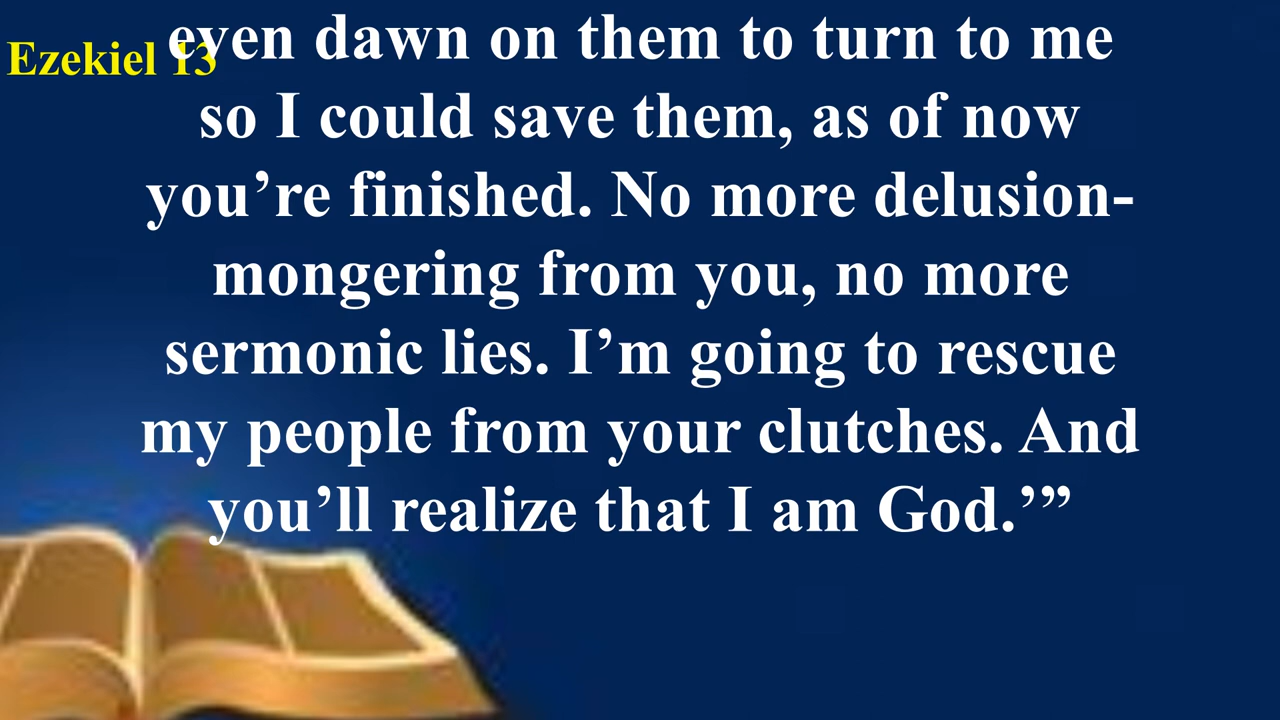 Ezekiel 13
even dawn on them to turn to me
so I could save them, as of now
you’re finished. No more delusion-
mongering from you, no more
sermonic lies. I’m going to rescue
my people from your clutches. And
you’ll realize that I am God.’”